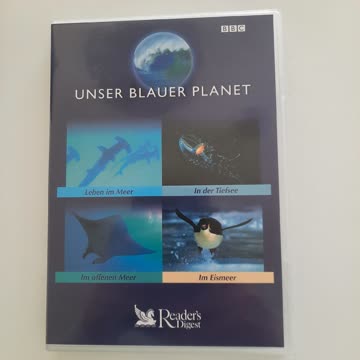 BBC
UNSER BLAUER PLANET
Leben im Meer
In der Tiefsee
Im offenen Meer
Im Eismeer
Reader's
Digest